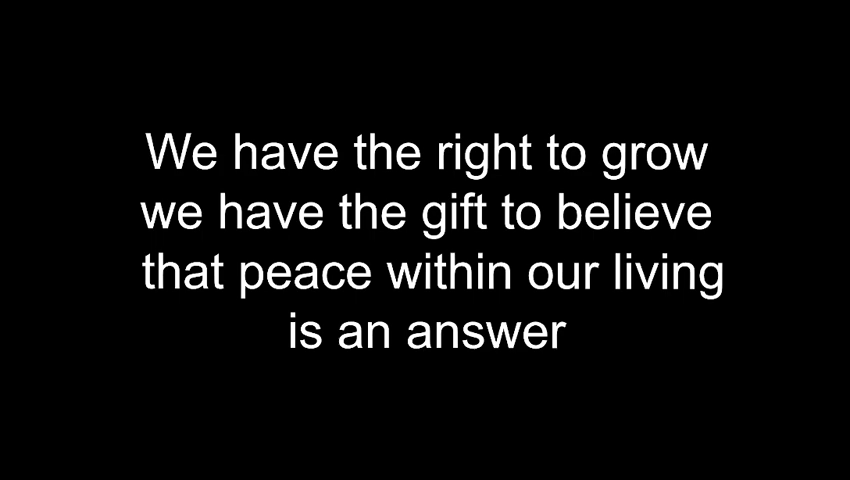 We have the right to grow
we have the gift to believe
that peace within our living
is an answer